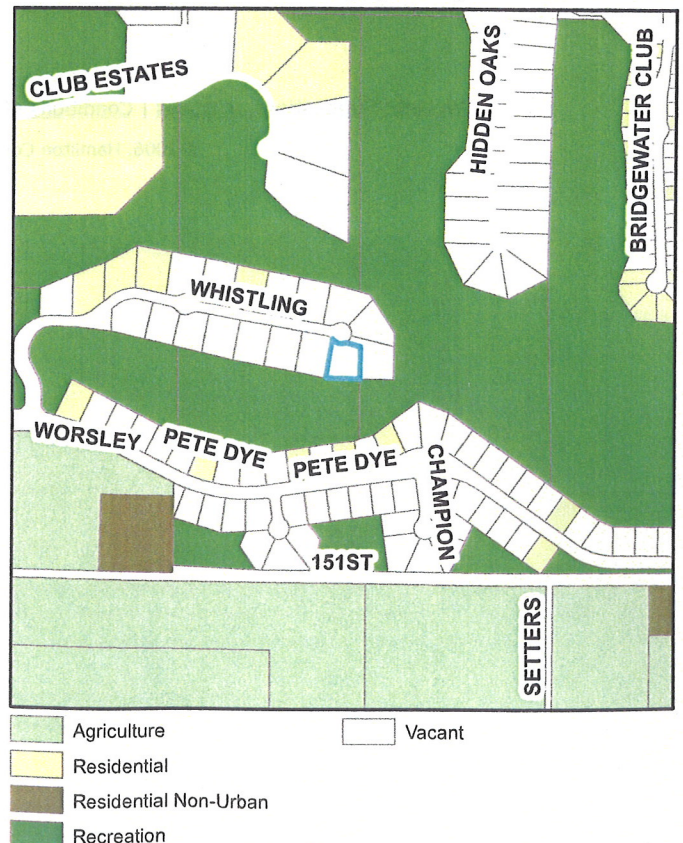 CLUB ESTATES
HIDDEN OAKS
BRIDGEWATER CLUB
WHISTLING
WORSLEY
PETE DYE
PETE DYE
CHAMPION
151ST
SETTERS
Agriculture
Vacant
Residential
Residential Non-Urban
Recreation